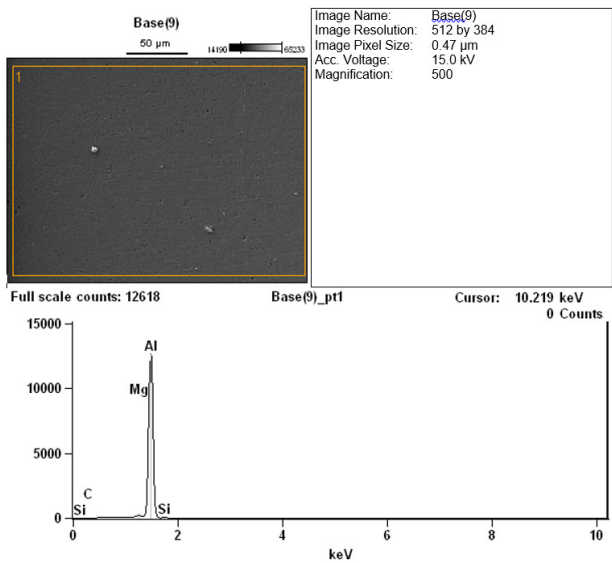 Base(9)
50 µm
14190 65233
1
Image Name: Base(9)
Image Resolution: 512 by 384
Image Pixel Size: 0.47 µm
Acc. Voltage: 15.0 kV
Magnification: 500
Full scale counts: 12618 Base(9)_pt1 Cursor: 10.219 keV
0 Counts
15000
Al
10000 Mg
5000
C
Si Si
0
0 2 4 6 8 10
keV